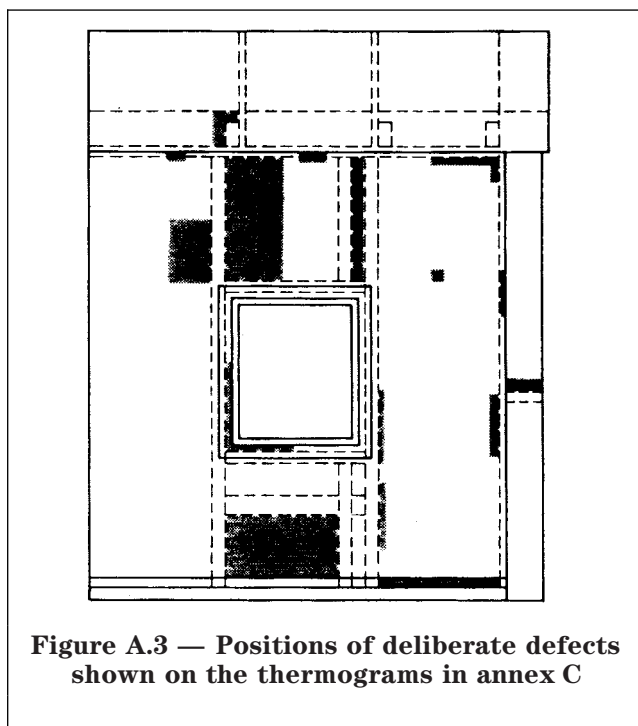 Figure A.3 — Positions of deliberate defects
shown on the thermograms in annex C